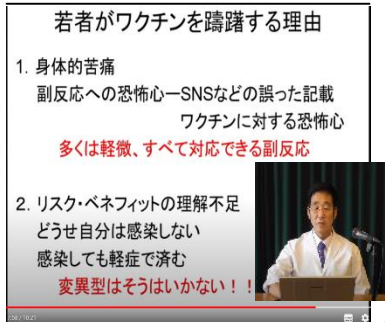 若者がワクチンを躊躇する理由
1. 身体的苦痛
副反応への恐怖心ーSNSなどの誤った記載
ワクチンに対する恐怖心
多くは軽微、すべて対応できる副反応
2. リスク・ベネフィットの理解不足
どうせ自分は感染しない
感染しても軽症で済む
変異型はそうはいかない！！